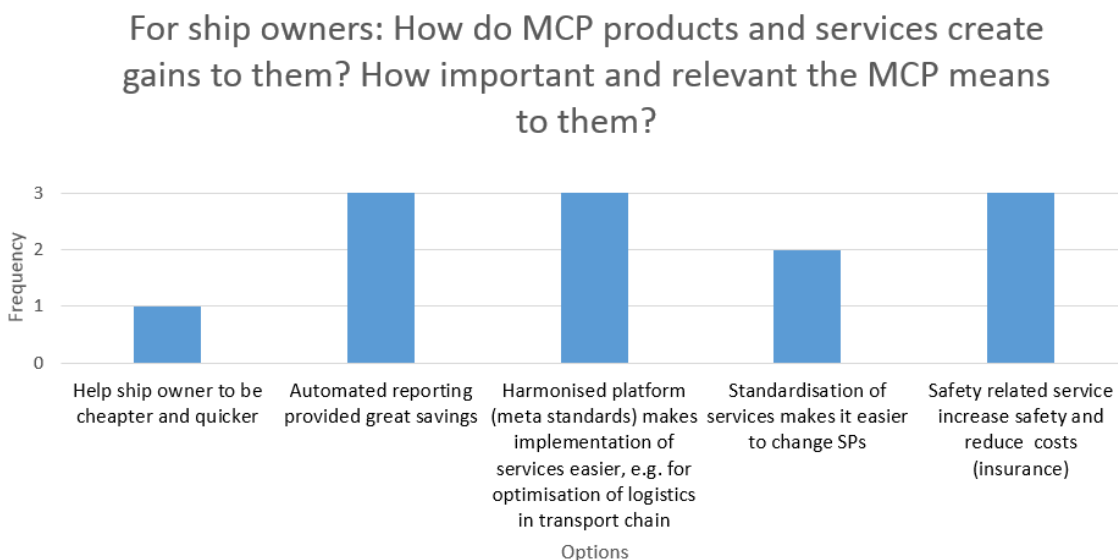 For ship owners: How do MCP products and services create
gains to them? How important and relevant the MCP means
to them?
Frequency
3
2
1
0
Help ship owner to be
cheapter and quicker
Automated reporting
provided great savings
Harmonised platform
(meta standards) makes
implementation of
services easier, e.g. for
optimisation of logistics
in transport chain
Standardisation of
services makes it easier
to change SPs
Safety related service
increase safety and
reduce costs
(insurance)
Options